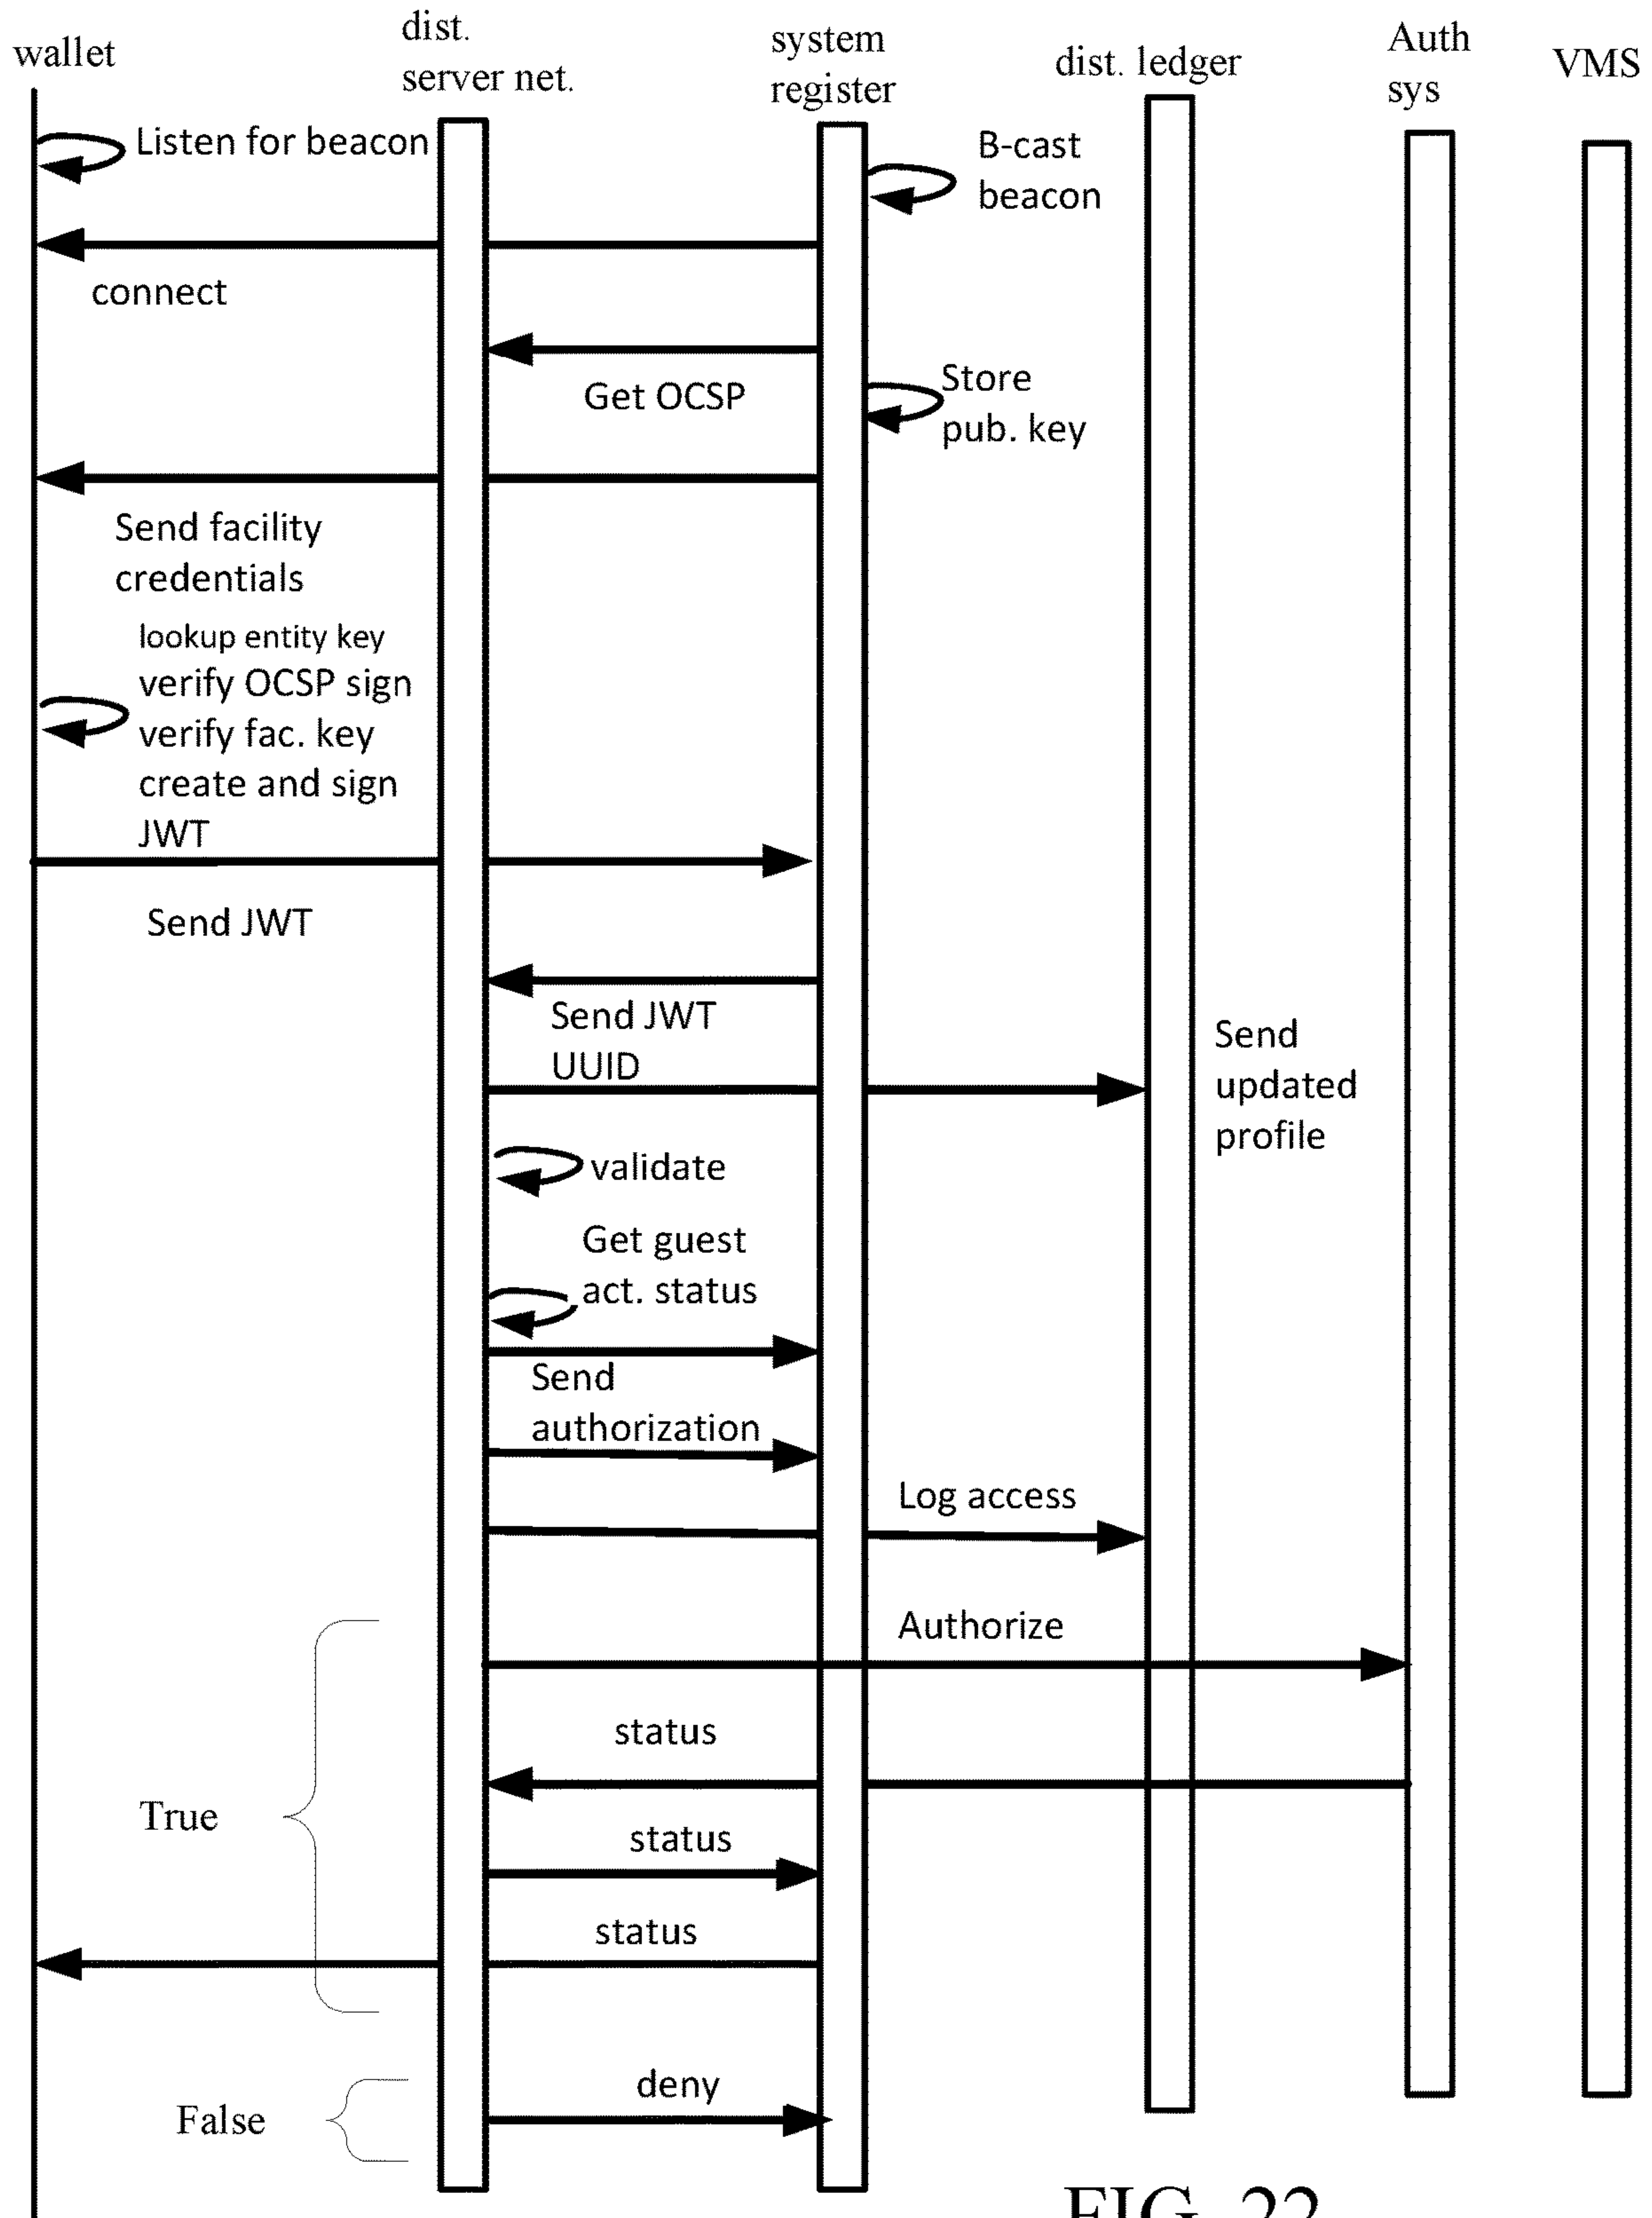 wallet
dist.
server net.
system
register
dist. ledger
Auth
sys
VMS
Listen for beacon
B-cast
beacon
connect
Get OCSP
Store
pub. key
Send facility
credentials
lookup entity key
verify OCSP sign
verify fac. key
create and sign
JWT
Send JWT
Send JWT
UUID
Send
updated
profile
validate
Get guest
act. status
Send
authorization
Log access
Authorize
status
True
status
status
deny
False
FIG. 22